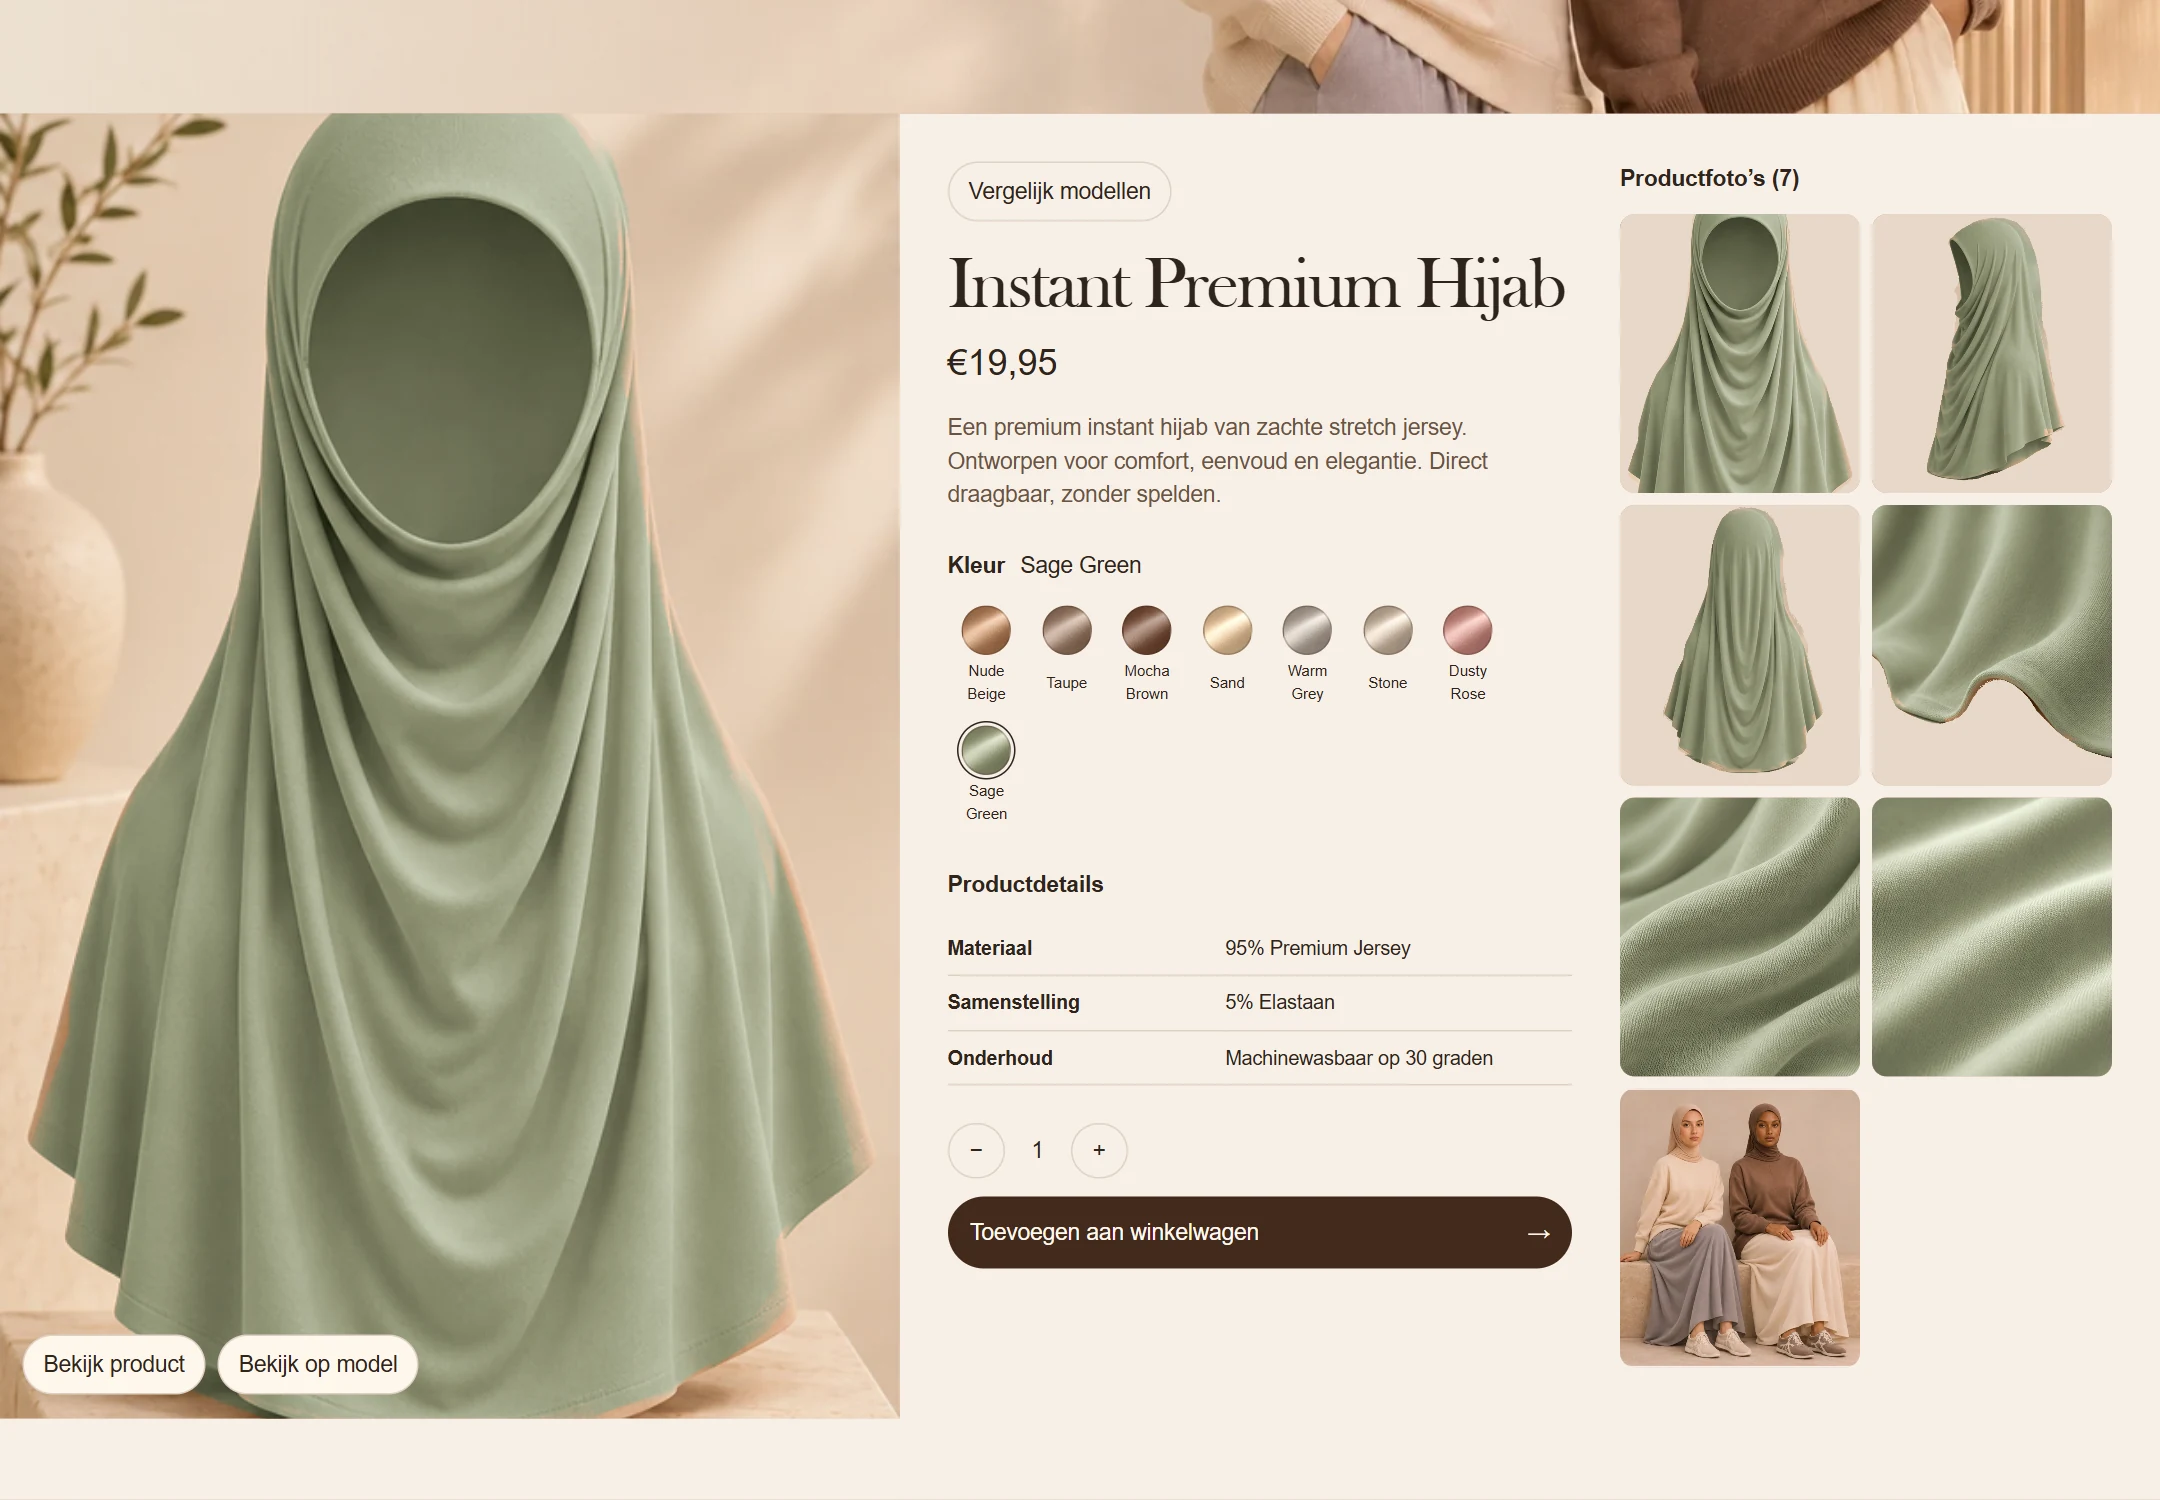 Vergelijk modellen
Instant Premium Hijab
€19,95
Een premium instant hijab van zachte stretch jersey.
Ontworpen voor comfort, eenvoud en elegantie. Direct
draagbaar, zonder spelden.
Kleur Sage Green
Nude
Beige
Taupe
Mocha
Brown
Sand
Warm
Grey
Stone
Dusty
Rose
Sage
Green
Productdetails
Materiaal 95% Premium Jersey
Samenstelling 5% Elastaan
Onderhoud Machinewasbaar op 30 graden
− 1 +
Toevoegen aan winkelwagen →
Bekijk product
Bekijk op model
Productfoto’s (7)